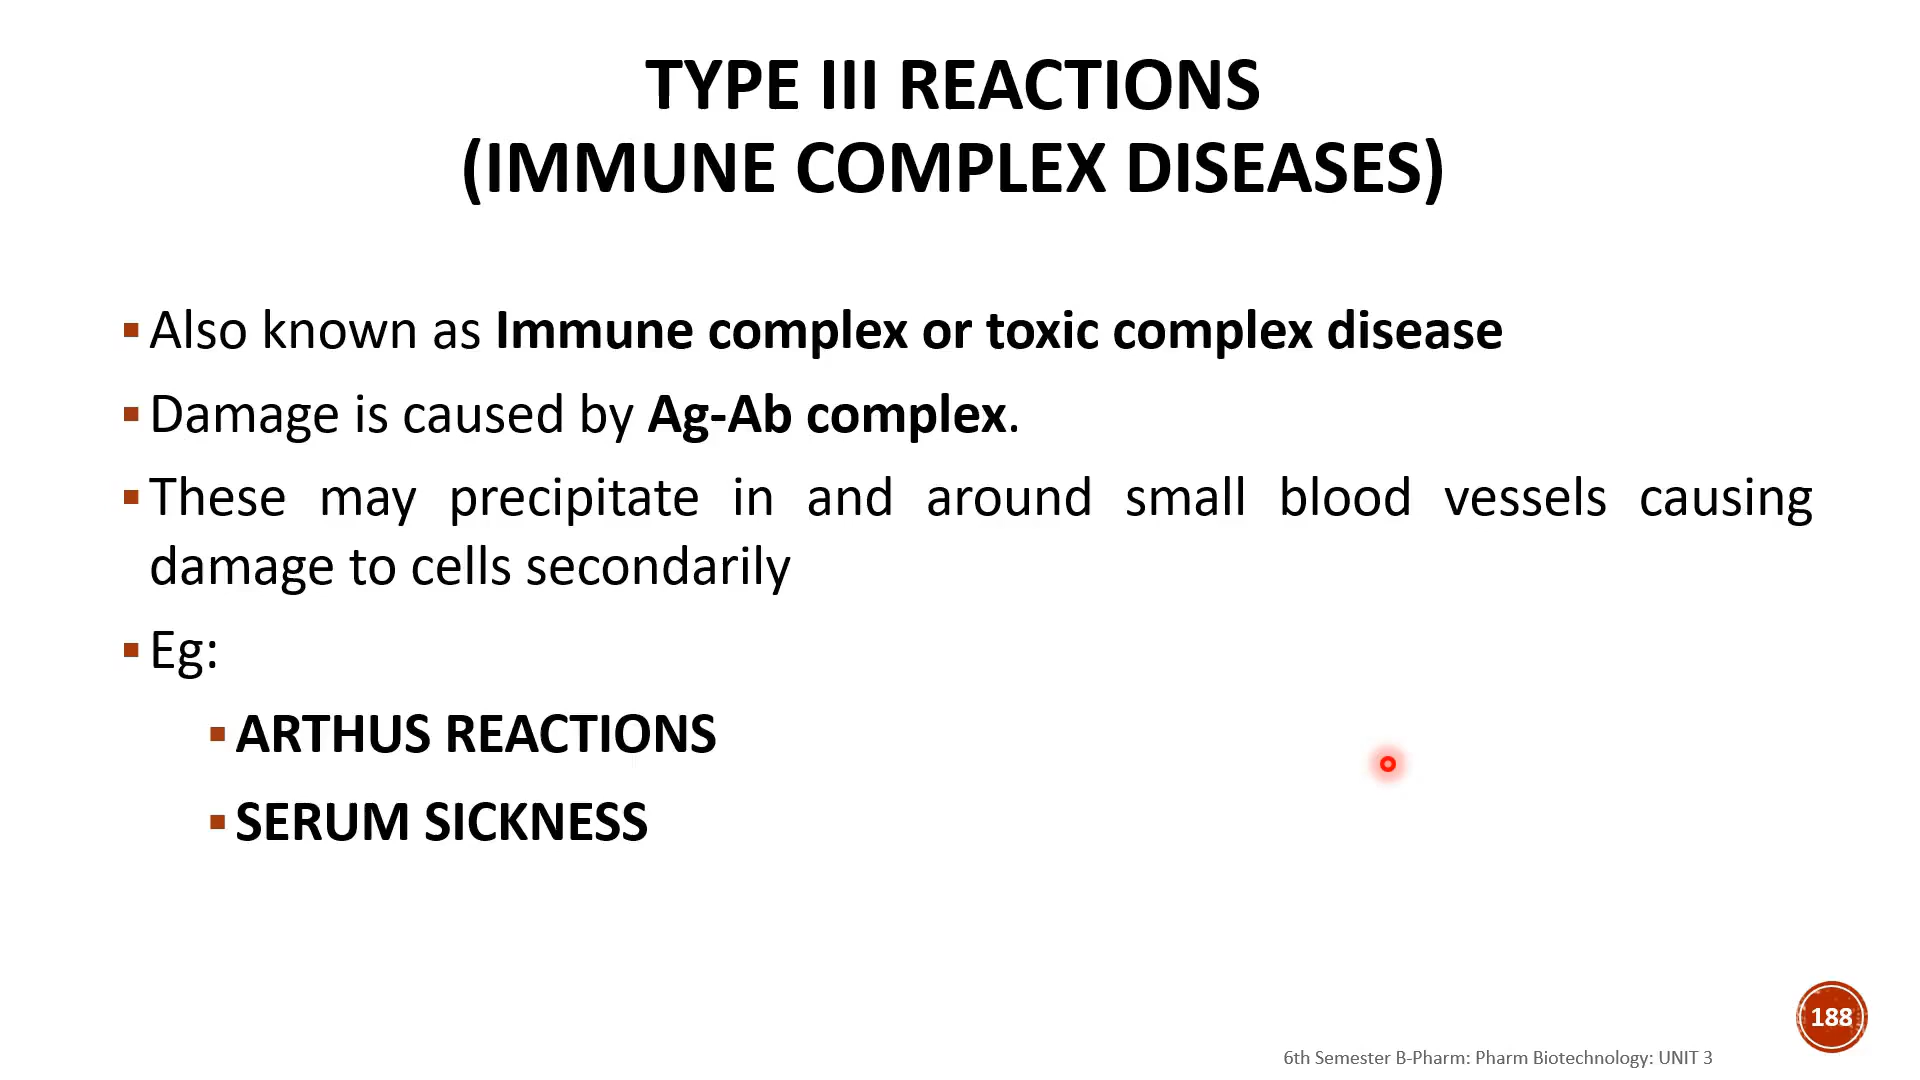 TYPE III REACTIONS
(IMMUNE COMPLEX DISEASES)
Also known as Immune complex or toxic complex disease
Damage is caused by Ag-Ab complex.
These may precipitate in and around small blood vessels causing
damage to cells secondarily
Eg:
ARTHUS REACTIONS
SERUM SICKNESS
188
6th Semester B-Pharm: Pharm Biotechnology: UNIT 3